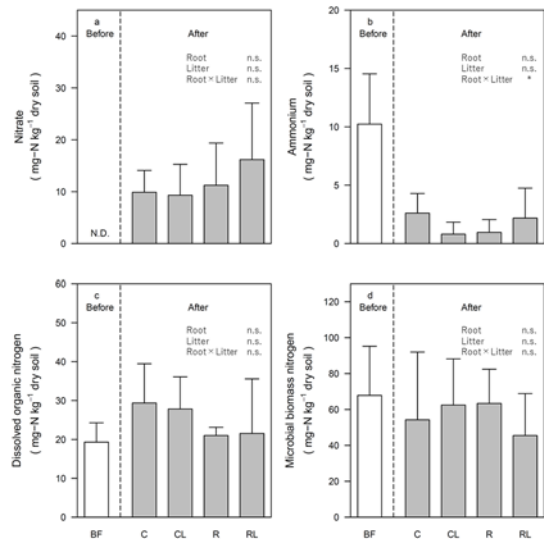 a
Before
After
Root n.s.
Litter n.s.
Root × Litter n.s.
N.D.
Nitrate
( mg−N kg⁻¹ dry soil )
40
30
20
10
0
b
Before
After
Root n.s.
Litter n.s.
Root × Litter *
Ammonium
( mg−N kg⁻¹ dry soil )
15
10
5
0
c
Before
After
Root n.s.
Litter n.s.
Root × Litter n.s.
Dissolved organic nitrogen
( mg−N kg⁻¹ dry soil )
60
50
40
30
20
10
0
BF C CL R RL
d
Before
After
Root n.s.
Litter n.s.
Root × Litter n.s.
Microbial biomass nitrogen
( mg−N kg⁻¹ dry soil )
120
100
80
60
40
20
0
BF C CL R RL